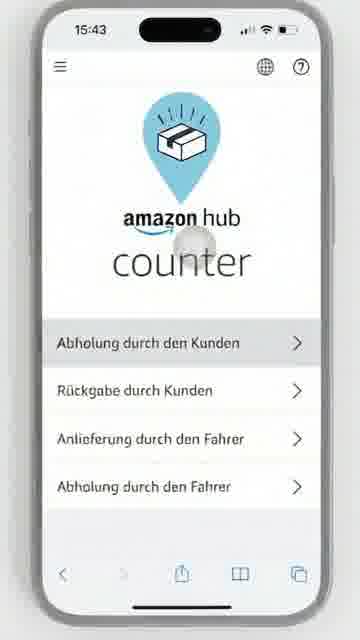 15:43
amazon hub
counter
Abholung durch den Kunden
Rückgabe durch Kunden
Anlieferung durch den Fahrer
Abholung durch den Fahrer